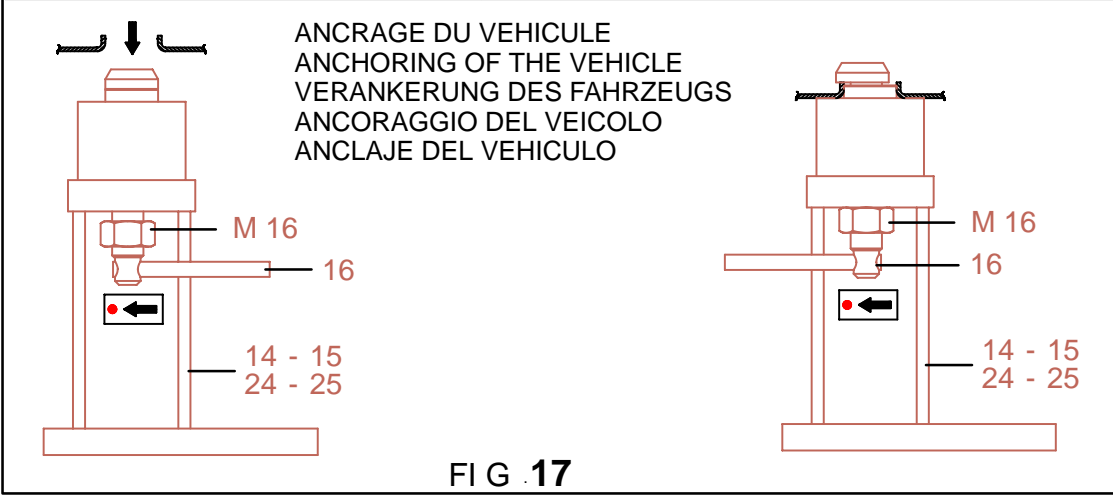 ANCRAGE DU VEHICULE
ANCHORING OF THE VEHICLE
VERANKERUNG DES FAHRZEUGS
ANCORAGGIO DEL VEICOLO
ANCLAJE DEL VEHICULO
M 16
16
14 - 15
24 - 25
M 16
16
14 - 15
24 - 25
FI G . 17